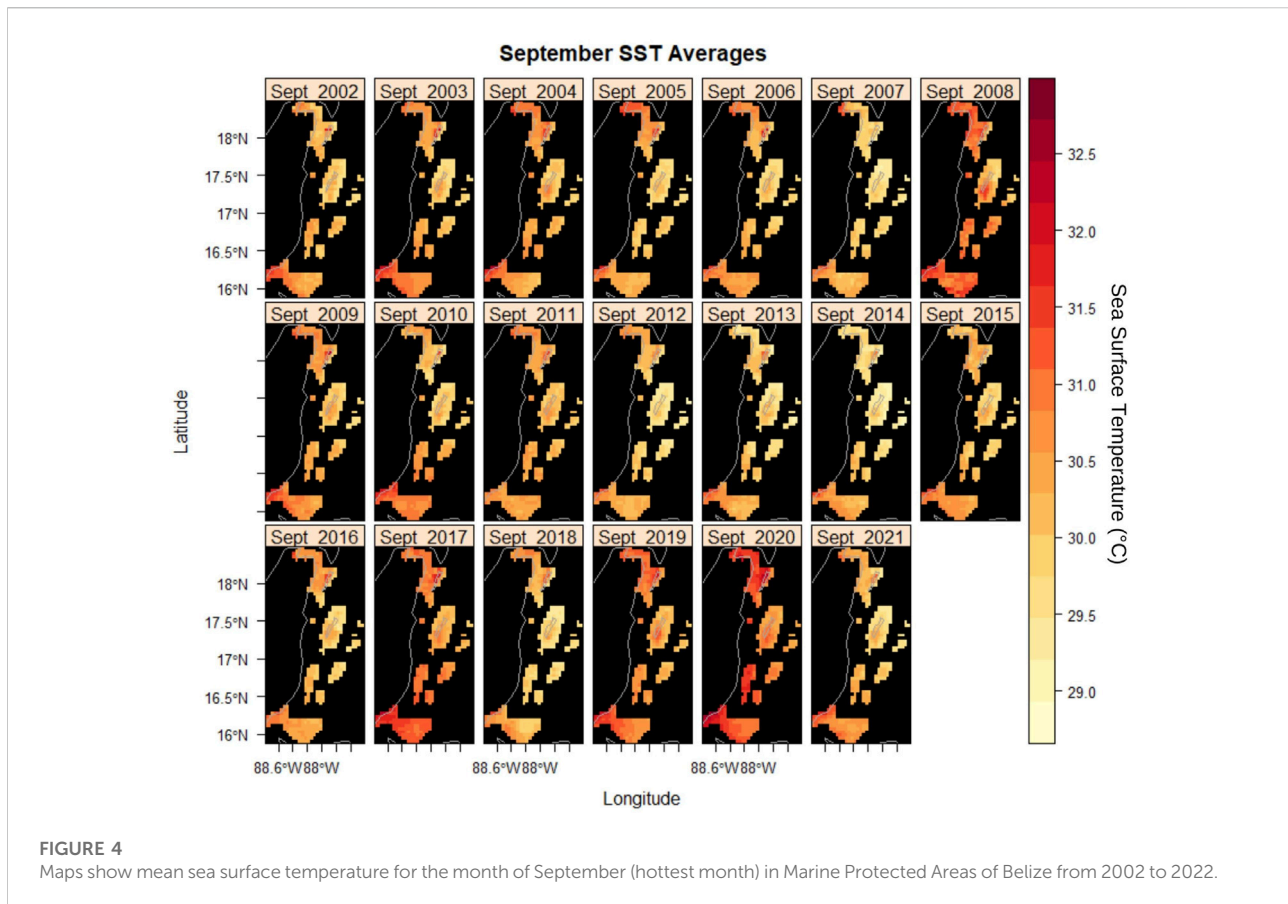 September SST Averages
Sept 2002 Sept 2003 Sept 2004 Sept 2005 Sept 2006 Sept 2007 Sept 2008
18°N
17.5°N
17°N
16.5°N
16°N
Sept 2009 Sept 2010 Sept 2011 Sept 2012 Sept 2013 Sept 2014 Sept 2015
Latitude
Sept 2016 Sept 2017 Sept 2018 Sept 2019 Sept 2020 Sept 2021
18°N
17.5°N
17°N
16.5°N
16°N
88.6°W88°W 88.6°W88°W 88.6°W88°W
Longitude
32.5
32.0
31.5
31.0
30.5
30.0
29.5
29.0
Sea Surface Temperature (°C)
FIGURE 4
Maps show mean sea surface temperature for the month of September (hottest month) in Marine Protected Areas of Belize from 2002 to 2022.